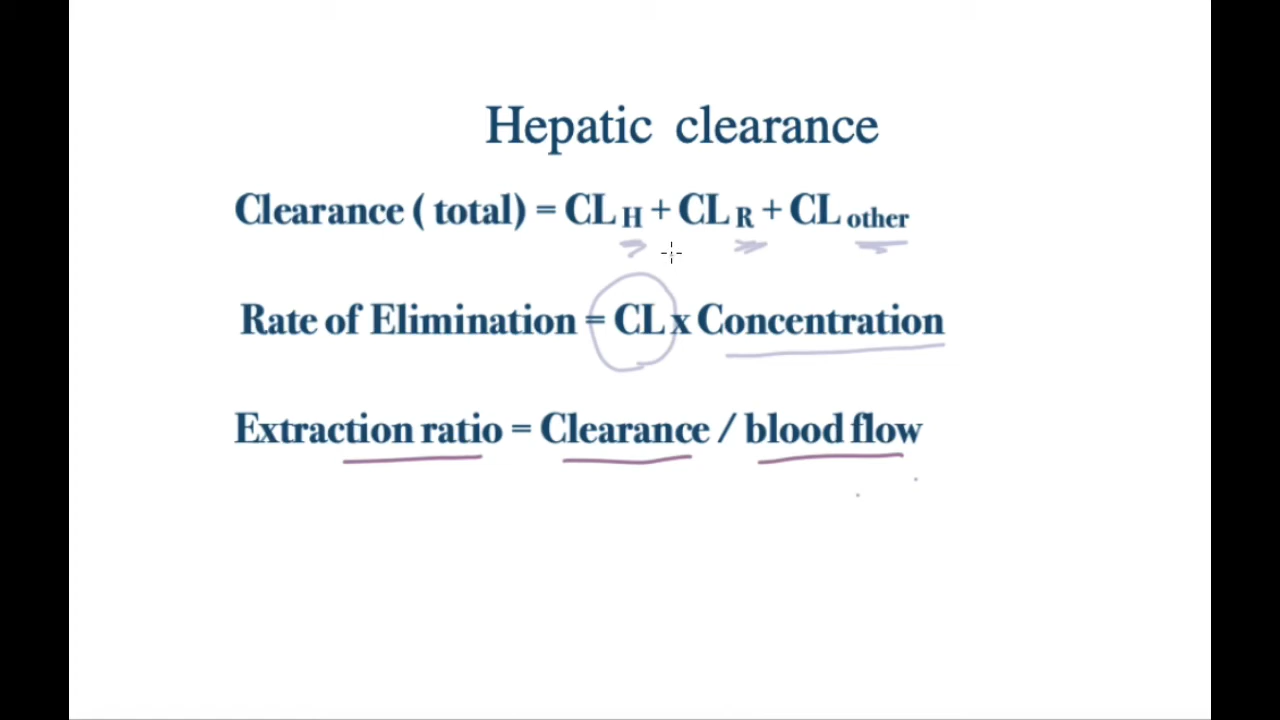 Hepatic clearance
Clearance ( total) = CL H + CL R + CL other
Rate of Elimination = CL x Concentration
Extraction ratio = Clearance / blood flow